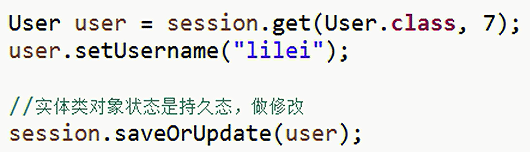 User user = session.get(User.class, 7);
user.setUsername("lilei");
//实体类对象状态是持久态，做修改
session.saveOrUpdate(user);